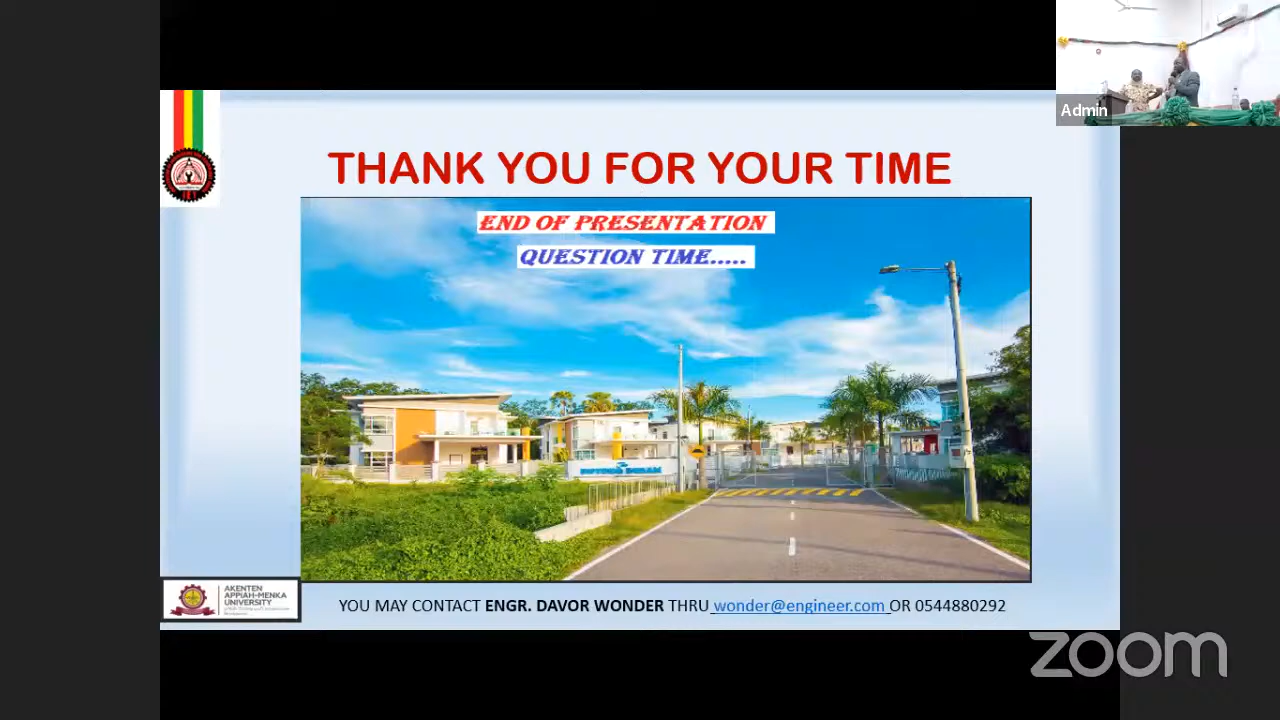 Admin
THANK YOU FOR YOUR TIME
END OF PRESENTATION
QUESTION TIME.....
AKENTEN
APPIAH-MENKA
UNIVERSITY
YOU MAY CONTACT ENGR. DAVOR WONDER THRU wonder@engineer.com OR 0544880292
zoom